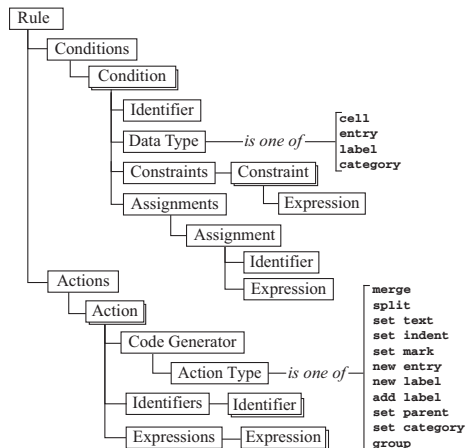 Rule
Conditions
Condition
Identifier
Data Type is one of
cell
entry
label
category
Constraints Constraint
Expression
Assignments
Assignment
Identifier
Expression
Actions
Action
Code Generator
Action Type is one of
merge
split
set text
set indent
set mark
new entry
new label
add label
set parent
set category
group
Identifiers Identifier
Expressions Expression